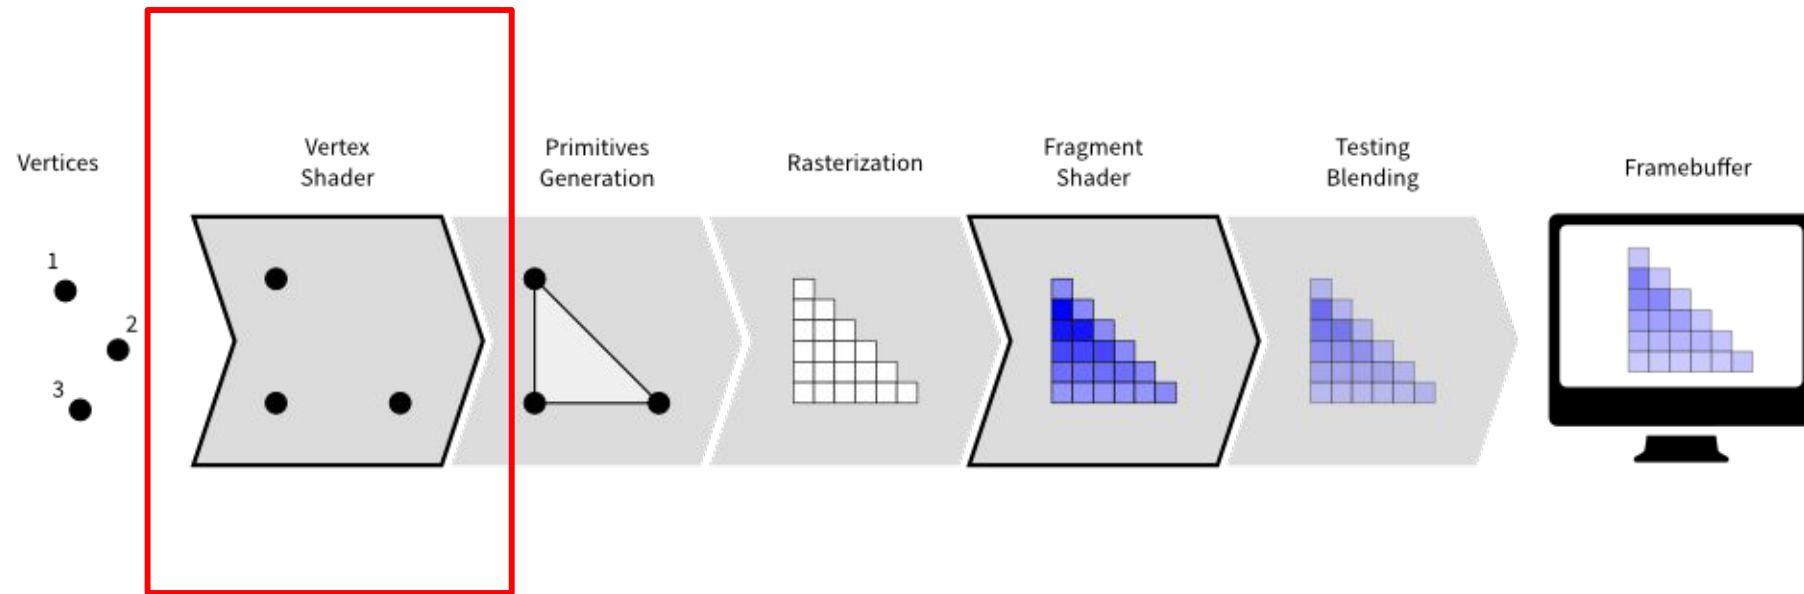 Vertices
1
2
3
Vertex
Shader
Primitives
Generation
Rasterization
Fragment
Shader
Testing
Blending
Framebuffer